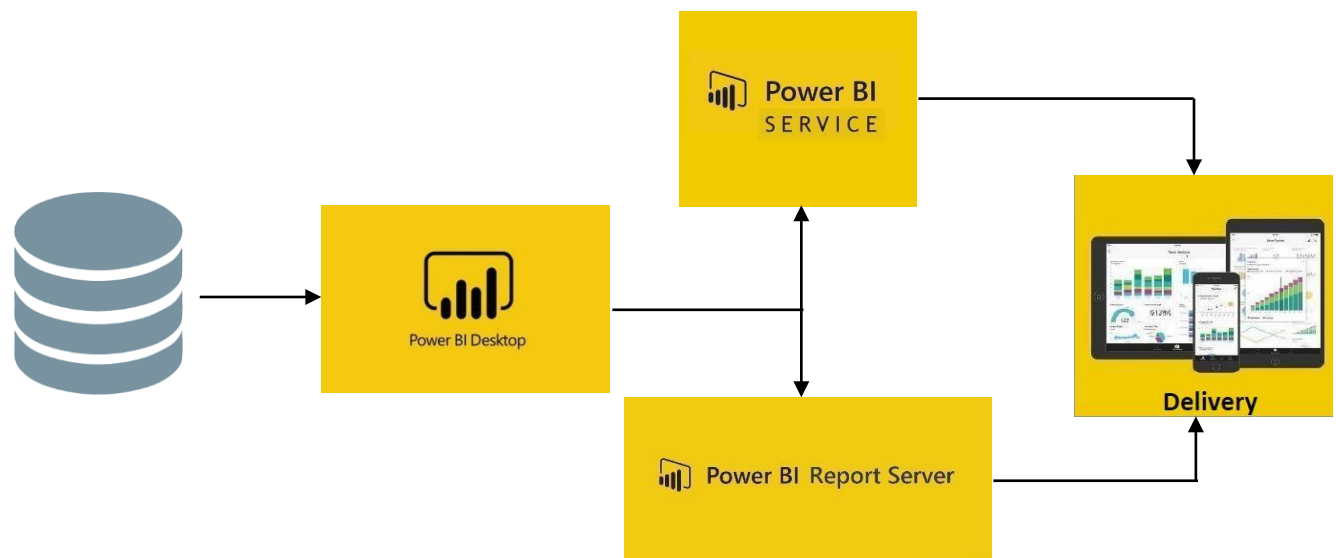 Power BI
SERVICE
Power BI Desktop
Delivery
Power BI Report Server